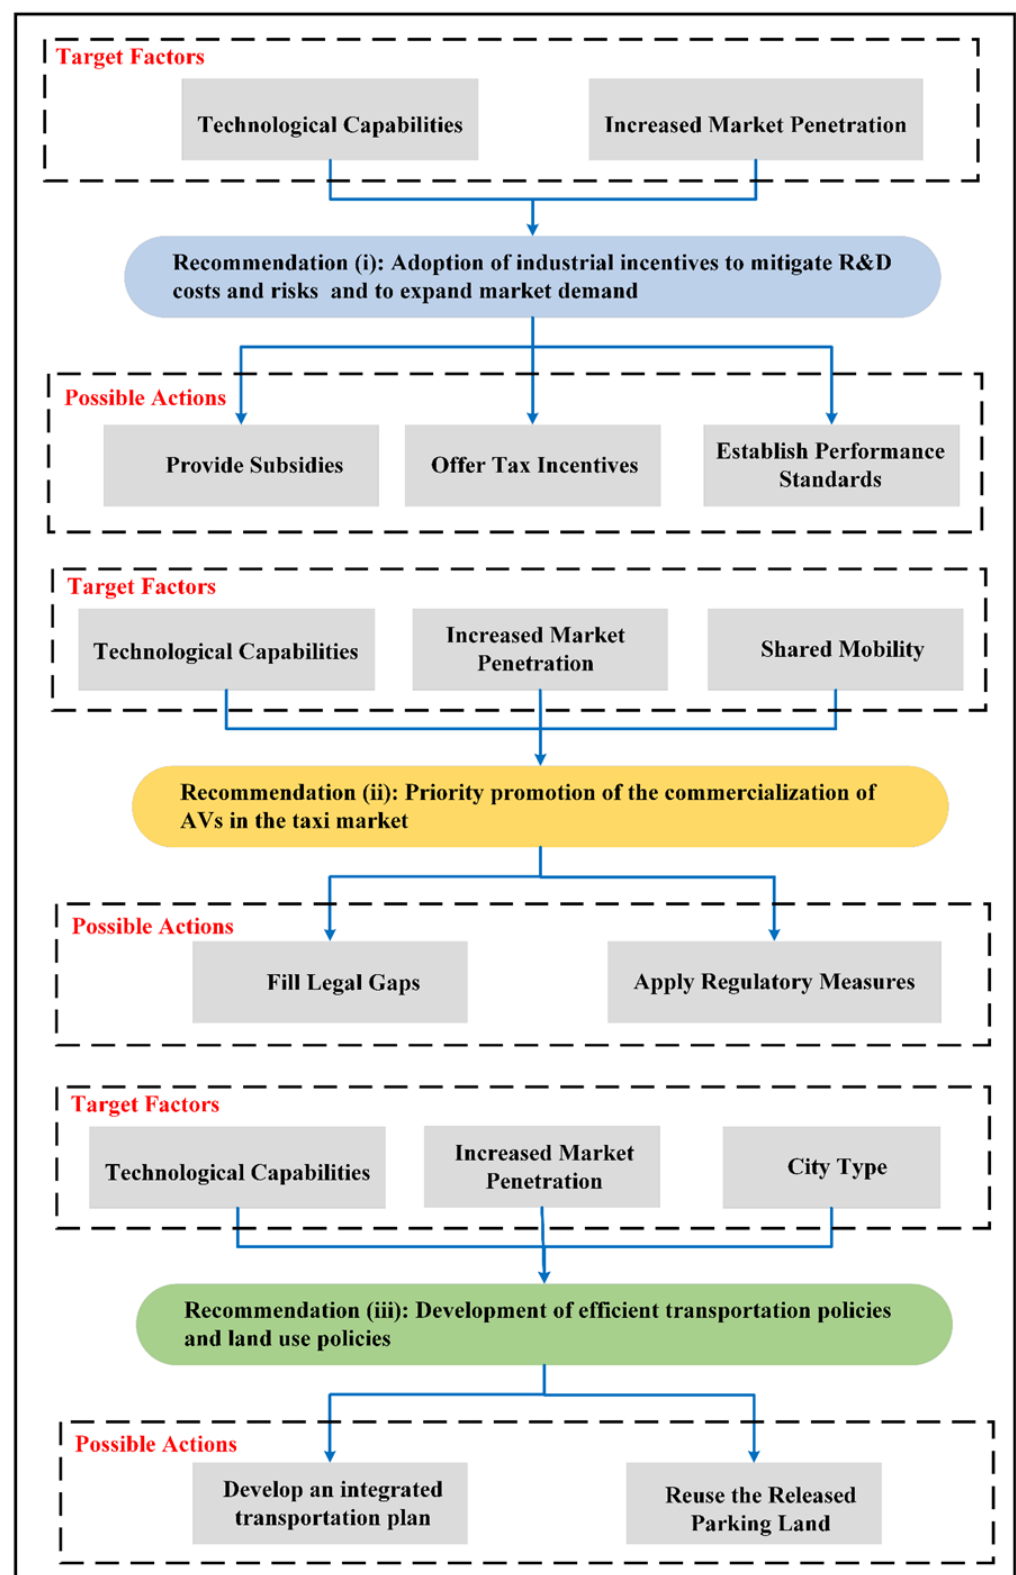 Target Factors
Technological Capabilities
Increased Market Penetration
Recommendation (i): Adoption of industrial incentives to mitigate R&D
costs and risks and to expand market demand
Possible Actions
Provide Subsidies
Offer Tax Incentives
Establish Performance
Standards
Target Factors
Technological Capabilities
Increased Market
Penetration
Shared Mobility
Recommendation (ii): Priority promotion of the commercialization of
AVs in the taxi market
Possible Actions
Fill Legal Gaps
Apply Regulatory Measures
Target Factors
Technological Capabilities
Increased Market
Penetration
City Type
Recommendation (iii): Development of efficient transportation policies
and land use policies
Possible Actions
Develop an integrated
transportation plan
Reuse the Released
Parking Land